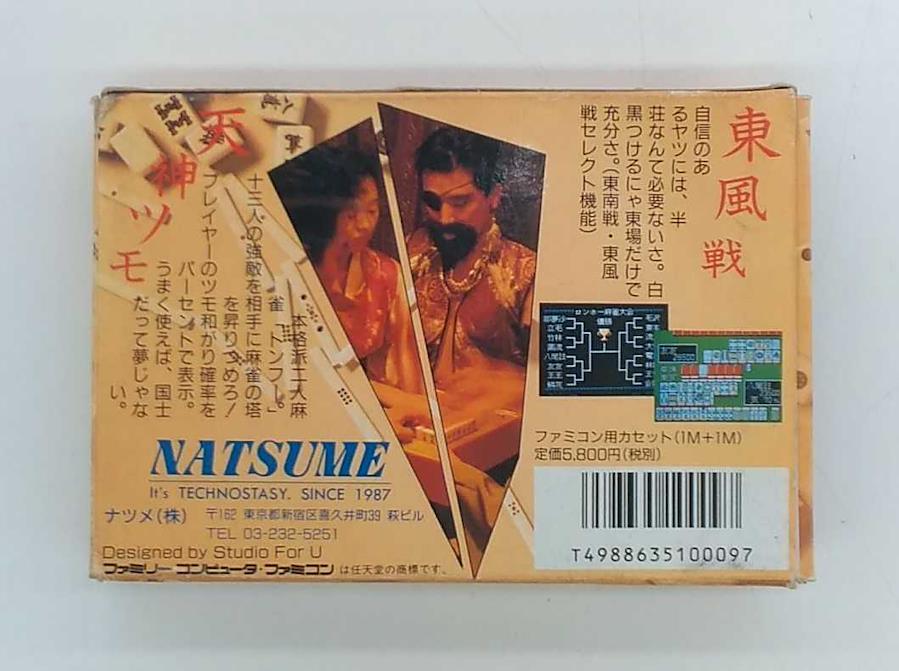 東風戦
自信のあ
るヤツには、半
荘なんて必要ないさ。白
黒つけるにゃ東場だけで
充分さ。(東南戦・東風
戦セレクト機能)
天神ツモ
本格派二人麻
雀「トンプー」。
十三人の強敵を相手に麻雀の塔
を昇りつめろ!
プレイヤーのツモ和がり確率を
パーセントで表示。
うまく使えば、国士
だって夢じゃな
い。
優勝
ファミコン用カセット(1M+1M)
定価5,800円(税別)
T4988635100097
NATSUME
It's TECHNOSTASY. SINCE 1987
ナツメ(株) 〒162 東京都新宿区喜久井町39 萩ビル
TEL 03-232-5251
Designed by Studio For U
ファミリーコンピュータ・ファミコンは任天堂の商標です。